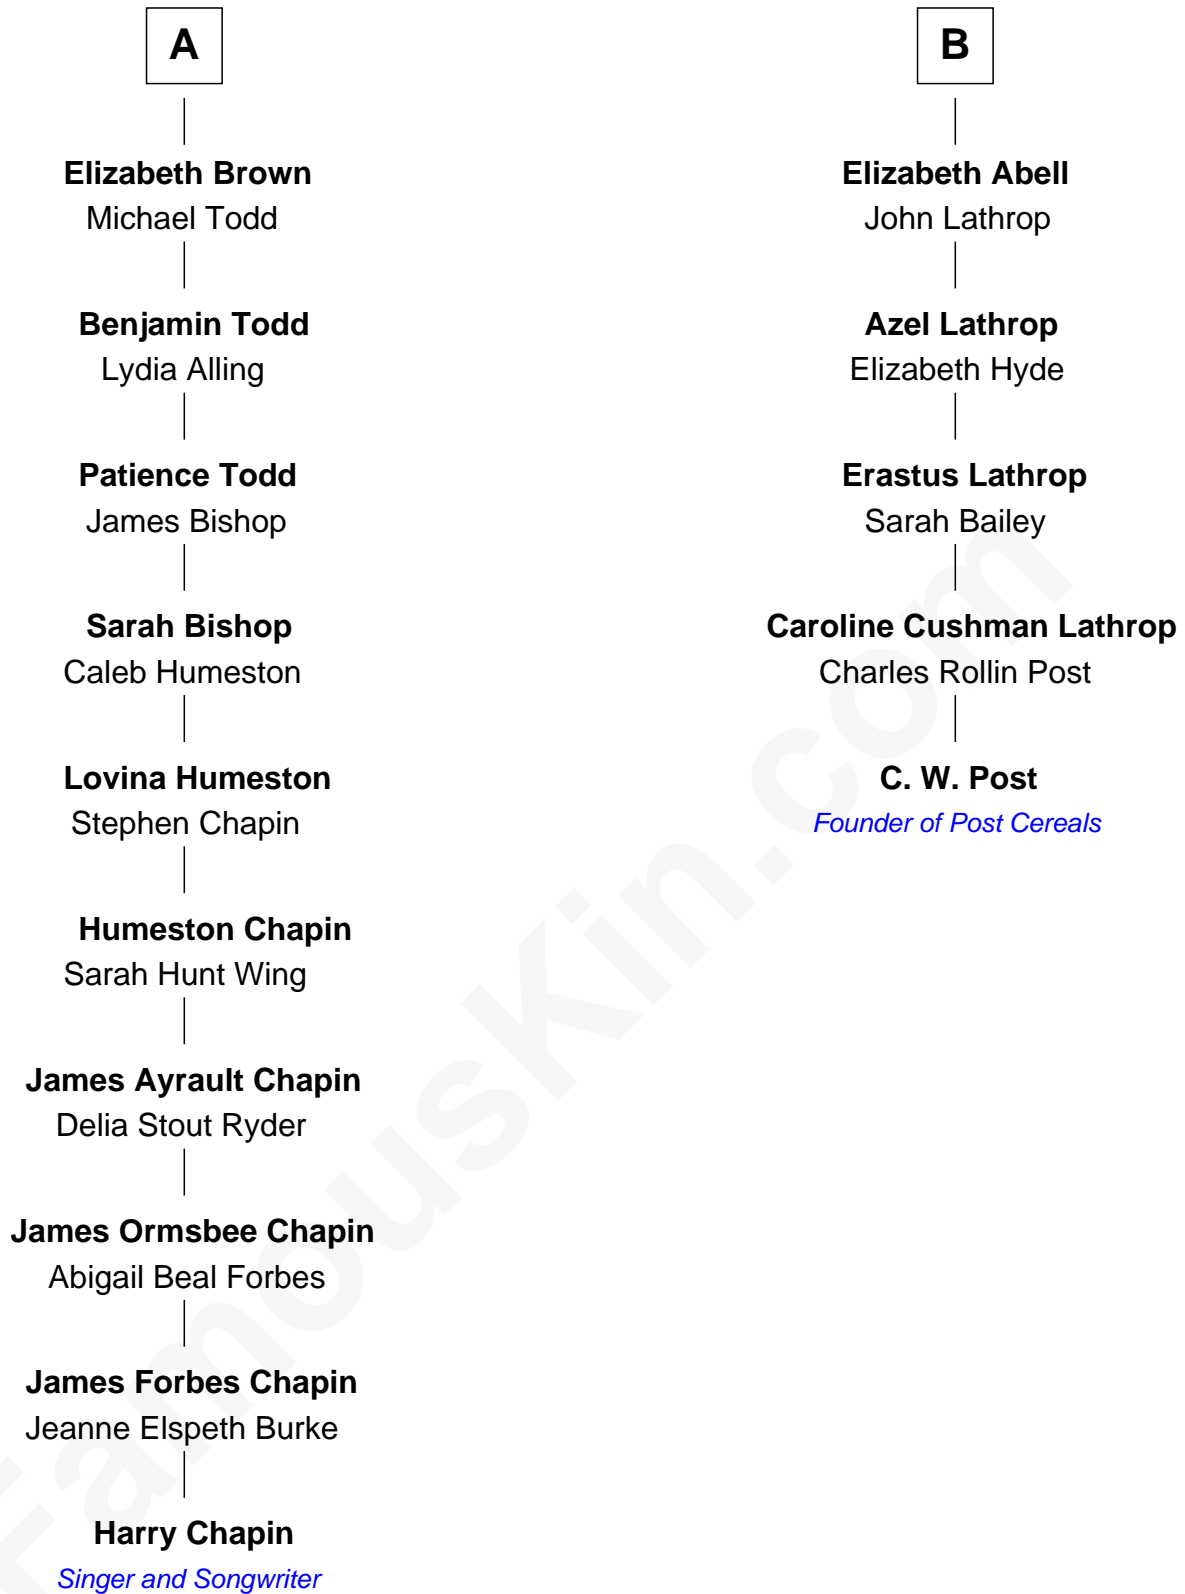 A
Elizabeth Brown
Michael Todd
Benjamin Todd
Lydia Alling
Patience Todd
James Bishop
Sarah Bishop
Caleb Humeston
Lovina Humeston
Stephen Chapin
Humeston Chapin
Sarah Hunt Wing
James Ayrault Chapin
Delia Stout Ryder
James Ormsbee Chapin
Abigail Beal Forbes
James Forbes Chapin
Jeanne Elspeth Burke
Harry Chapin
Singer and Songwriter
B
Elizabeth Abell
John Lathrop
Azel Lathrop
Elizabeth Hyde
Erastus Lathrop
Sarah Bailey
Caroline Cushman Lathrop
Charles Rollin Post
C. W. Post
Founder of Post Cereals
FamousKin.com